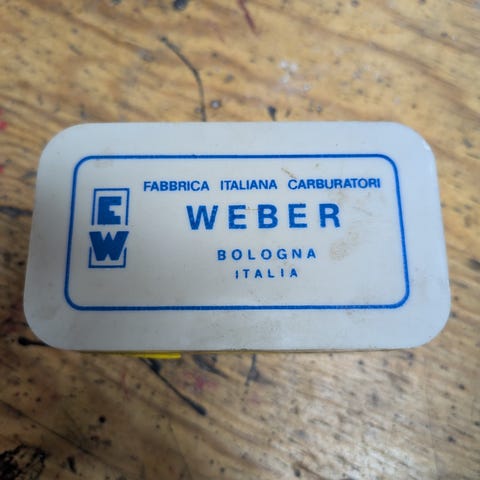 FABBRICA ITALIANA CARBURATORI
WEBER
BOLOGNA
ITALIA
E
W